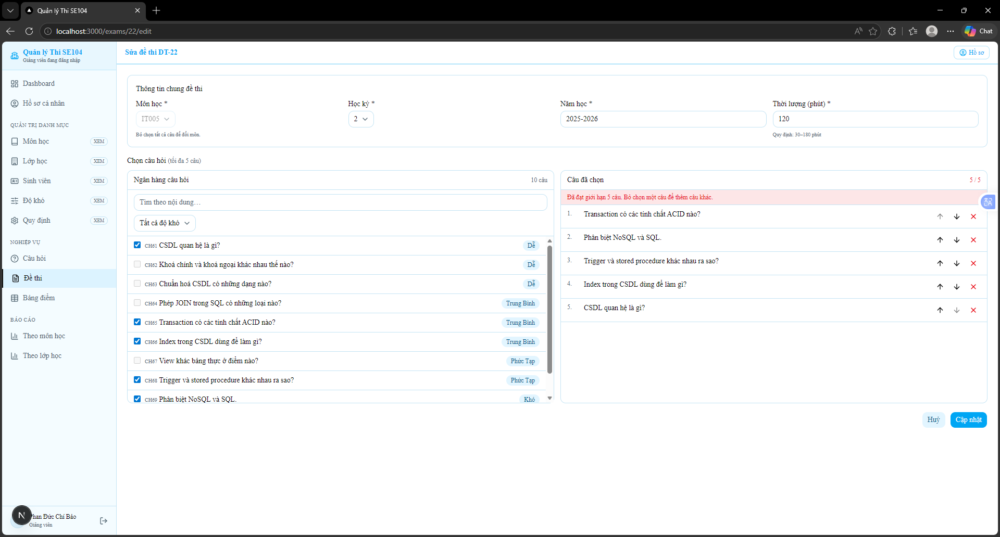 Quản lý Thi SE104
localhost:3000/exams/22/edit
Chat
Quản lý Thi SE104
Giảng viên đang đăng nhập
Sửa đề thi DT-22
Hồ sơ
Dashboard
Hồ sơ cá nhân
QUẢN TRỊ DANH MỤC
Môn học XEM
Lớp học XEM
Sinh viên XEM
Độ khó XEM
Quy định XEM
NGHIỆP VỤ
Câu hỏi
Đề thi
Bảng điểm
BÁO CÁO
Theo môn học
Theo lớp học
N
Phan Đức Chí Bảo
Giảng viên
Thông tin chung đề thi
Môn học * Học kỳ * Năm học * Thời lượng (phút) *
IT005 2 2025-2026 120
Bỏ chọn tất cả câu để đổi môn. Quy định: 30–180 phút
Chọn câu hỏi (tối đa 5 câu)
Ngân hàng câu hỏi 10 câu
Tìm theo nội dung…
Tất cả độ khó
CH61 CSDL quan hệ là gì? Dễ
CH62 Khoá chính và khoá ngoại khác nhau thế nào? Dễ
CH63 Chuẩn hoá CSDL có những dạng nào? Dễ
CH64 Phép JOIN trong SQL có những loại nào? Trung Bình
CH65 Transaction có các tính chất ACID nào? Trung Bình
CH66 Index trong CSDL dùng để làm gì? Trung Bình
CH67 View khác bảng thực ở điểm nào? Phức Tạp
CH68 Trigger và stored procedure khác nhau ra sao? Phức Tạp
CH69 Phân biệt NoSQL và SQL. Khó
Câu đã chọn 5 / 5
Đã đạt giới hạn 5 câu. Bỏ chọn một câu để thêm câu khác.
1. Transaction có các tính chất ACID nào?
2. Phân biệt NoSQL và SQL.
3. Trigger và stored procedure khác nhau ra sao?
4. Index trong CSDL dùng để làm gì?
5. CSDL quan hệ là gì?
Huỷ
Cập nhật